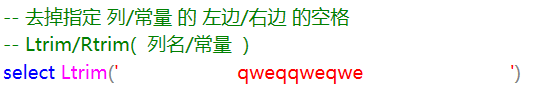 -- 去掉指定 列/常量 的 左边/右边 的空格
-- Ltrim/Rtrim(  列名/常量  )
select Ltrim('                    qweqqweqwe                         ')